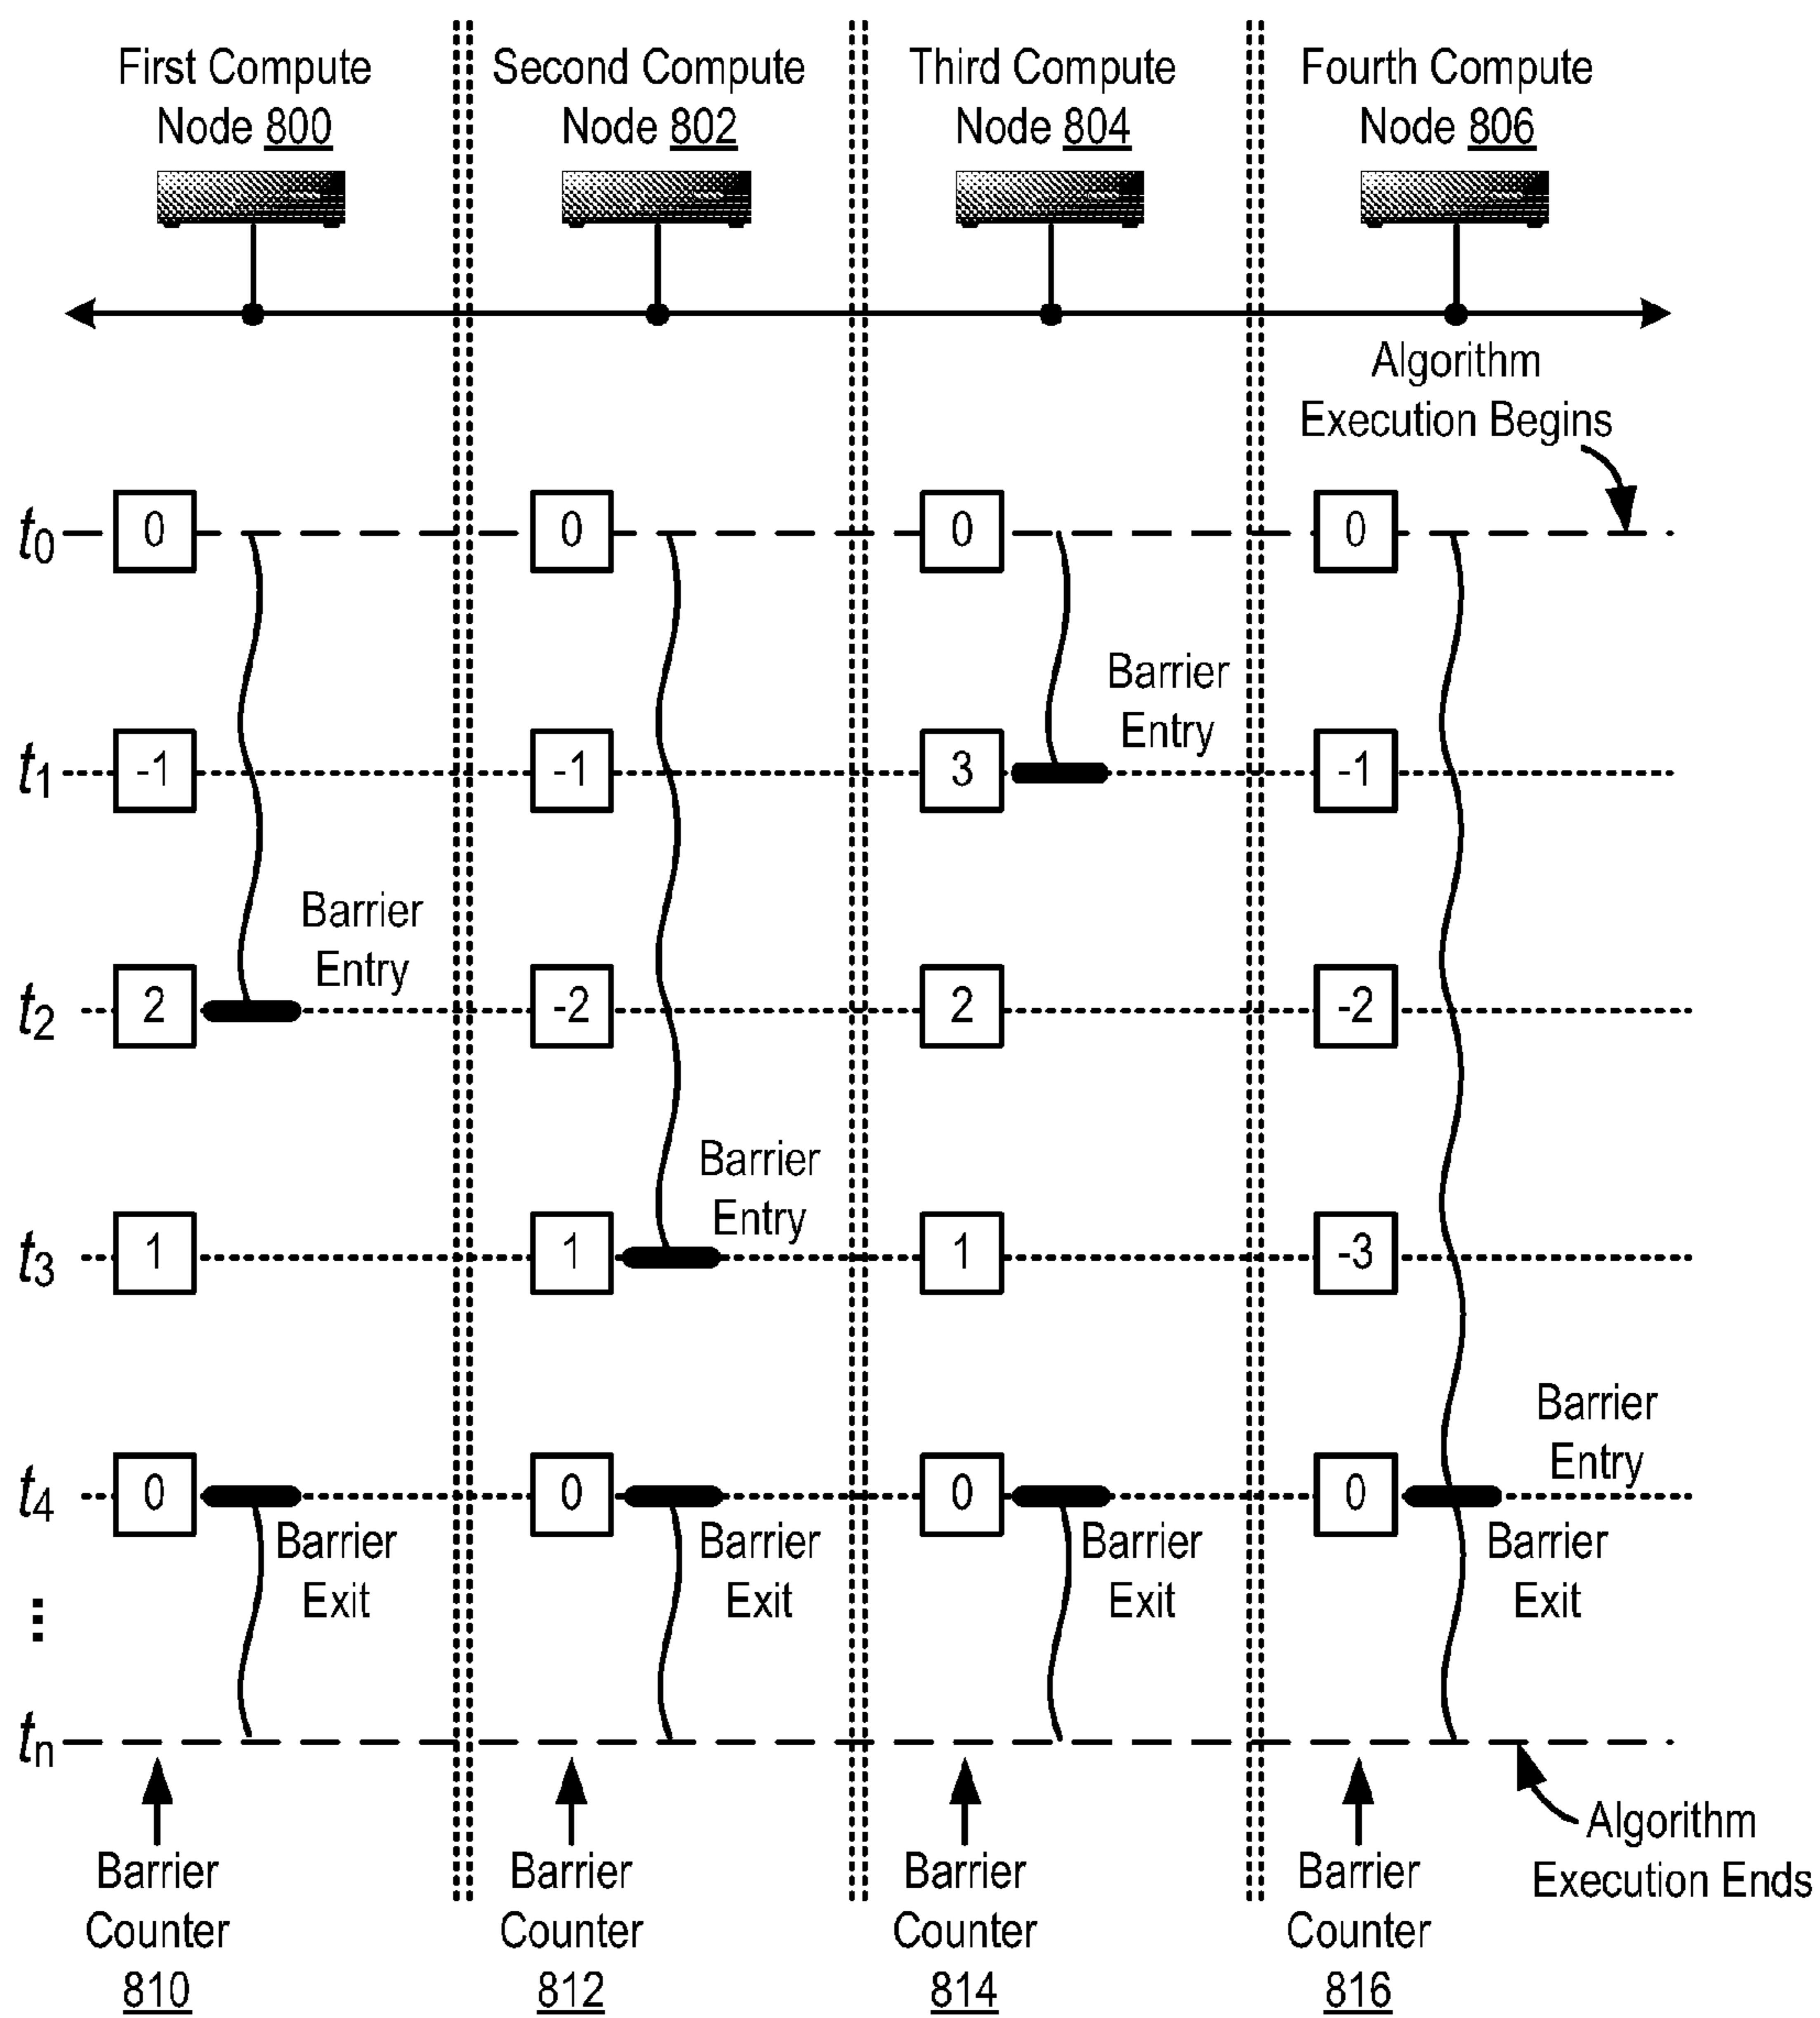 First Compute
Node 800
Second Compute
Node 802
Third Compute
Node 804
Fourth Compute
Node 806
Algorithm
Execution Begins
t0 0 0 0 0
Barrier
Entry
t1 -1 -1 3 -1
Barrier
Entry
t2 2 -2 2 -2
Barrier
Entry
t3 1 1 1 -3
Barrier
Entry
t4 0 0 0 0
Barrier
Exit
Barrier
Exit
Barrier
Exit
Barrier
Exit
⋮
tn
Algorithm
Execution Ends
Barrier
Counter
810
Barrier
Counter
812
Barrier
Counter
814
Barrier
Counter
816